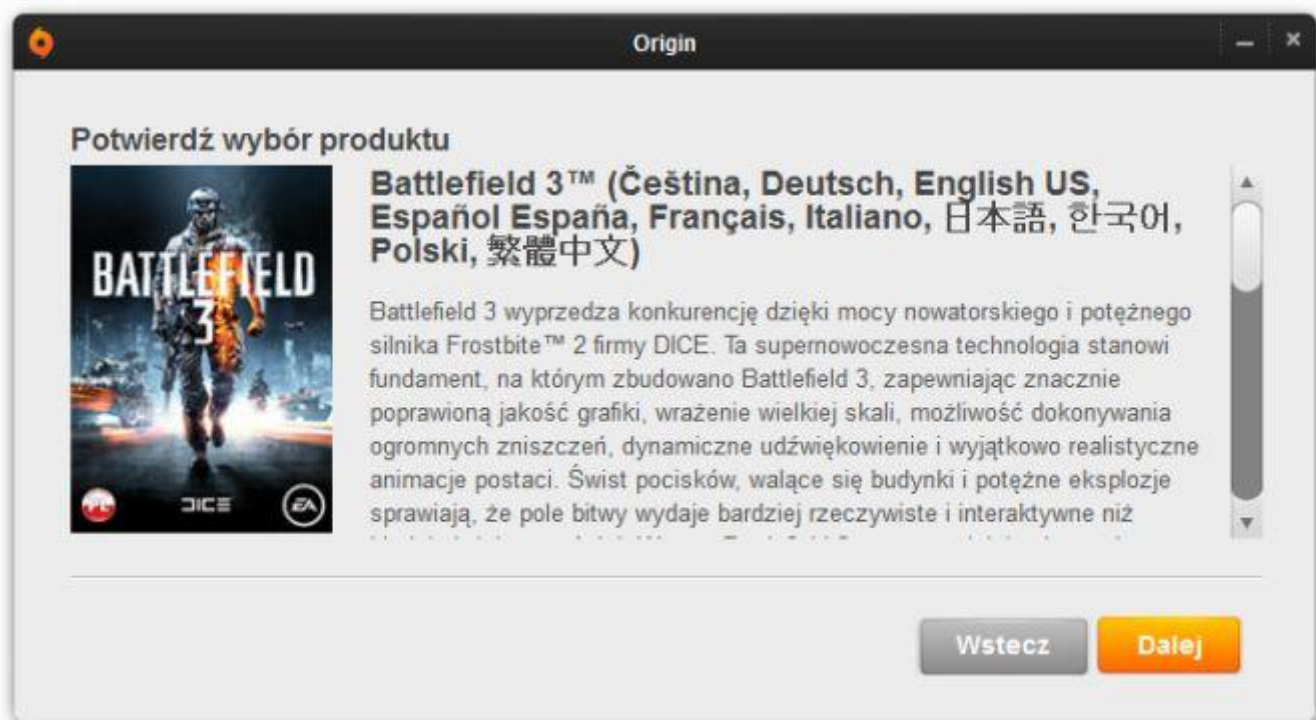 Origin
Potwierdź wybór produktu
Battlefield 3™ (Čeština, Deutsch, English US,
Español España, Français, Italiano, 日本語, 한국어,
Polski, 繁體中文)
BATTLEFIELD
3
PL
DICE
EA
Battlefield 3 wyprzedza konkurencję dzięki mocy nowatorskiego i potężnego
silnika Frostbite™ 2 firmy DICE. Ta supernowoczesna technologia stanowi
fundament, na którym zbudowano Battlefield 3, zapewniając znacznie
poprawioną jakość grafiki, wrażenie wielkiej skali, możliwość dokonywania
ogromnych zniszczeń, dynamiczne udźwiękowienie i wyjątkowo realistyczne
animacje postaci. Świst pocisków, walące się budynki i potężne eksplozje
sprawiają, że pole bitwy wydaje bardziej rzeczywiste i interaktywne niż
Wstecz
Dalej